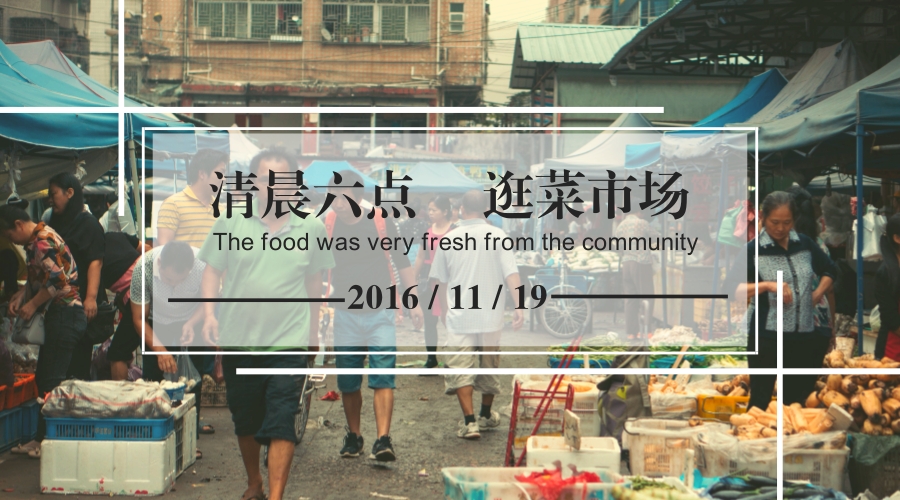 清晨六点 逛菜市场
The food was very fresh from the community
2016 / 11 / 19